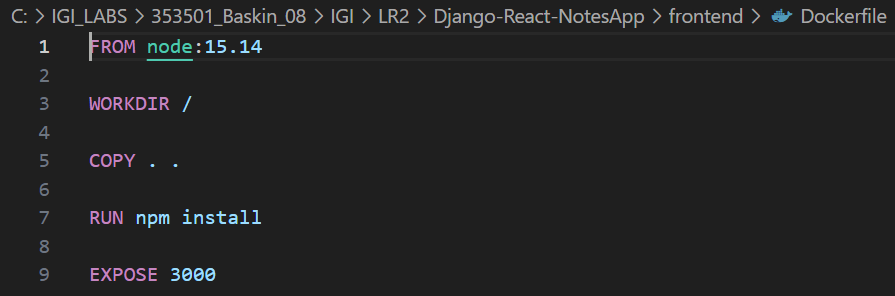 C: > IGI_LABS > 353501_Baskin_08 > IGI > LR2 > Django-React-NotesApp > frontend > Dockerfile
1 FROM node:15.14
2
3 WORKDIR /
4
5 COPY . .
6
7 RUN npm install
8
9 EXPOSE 3000